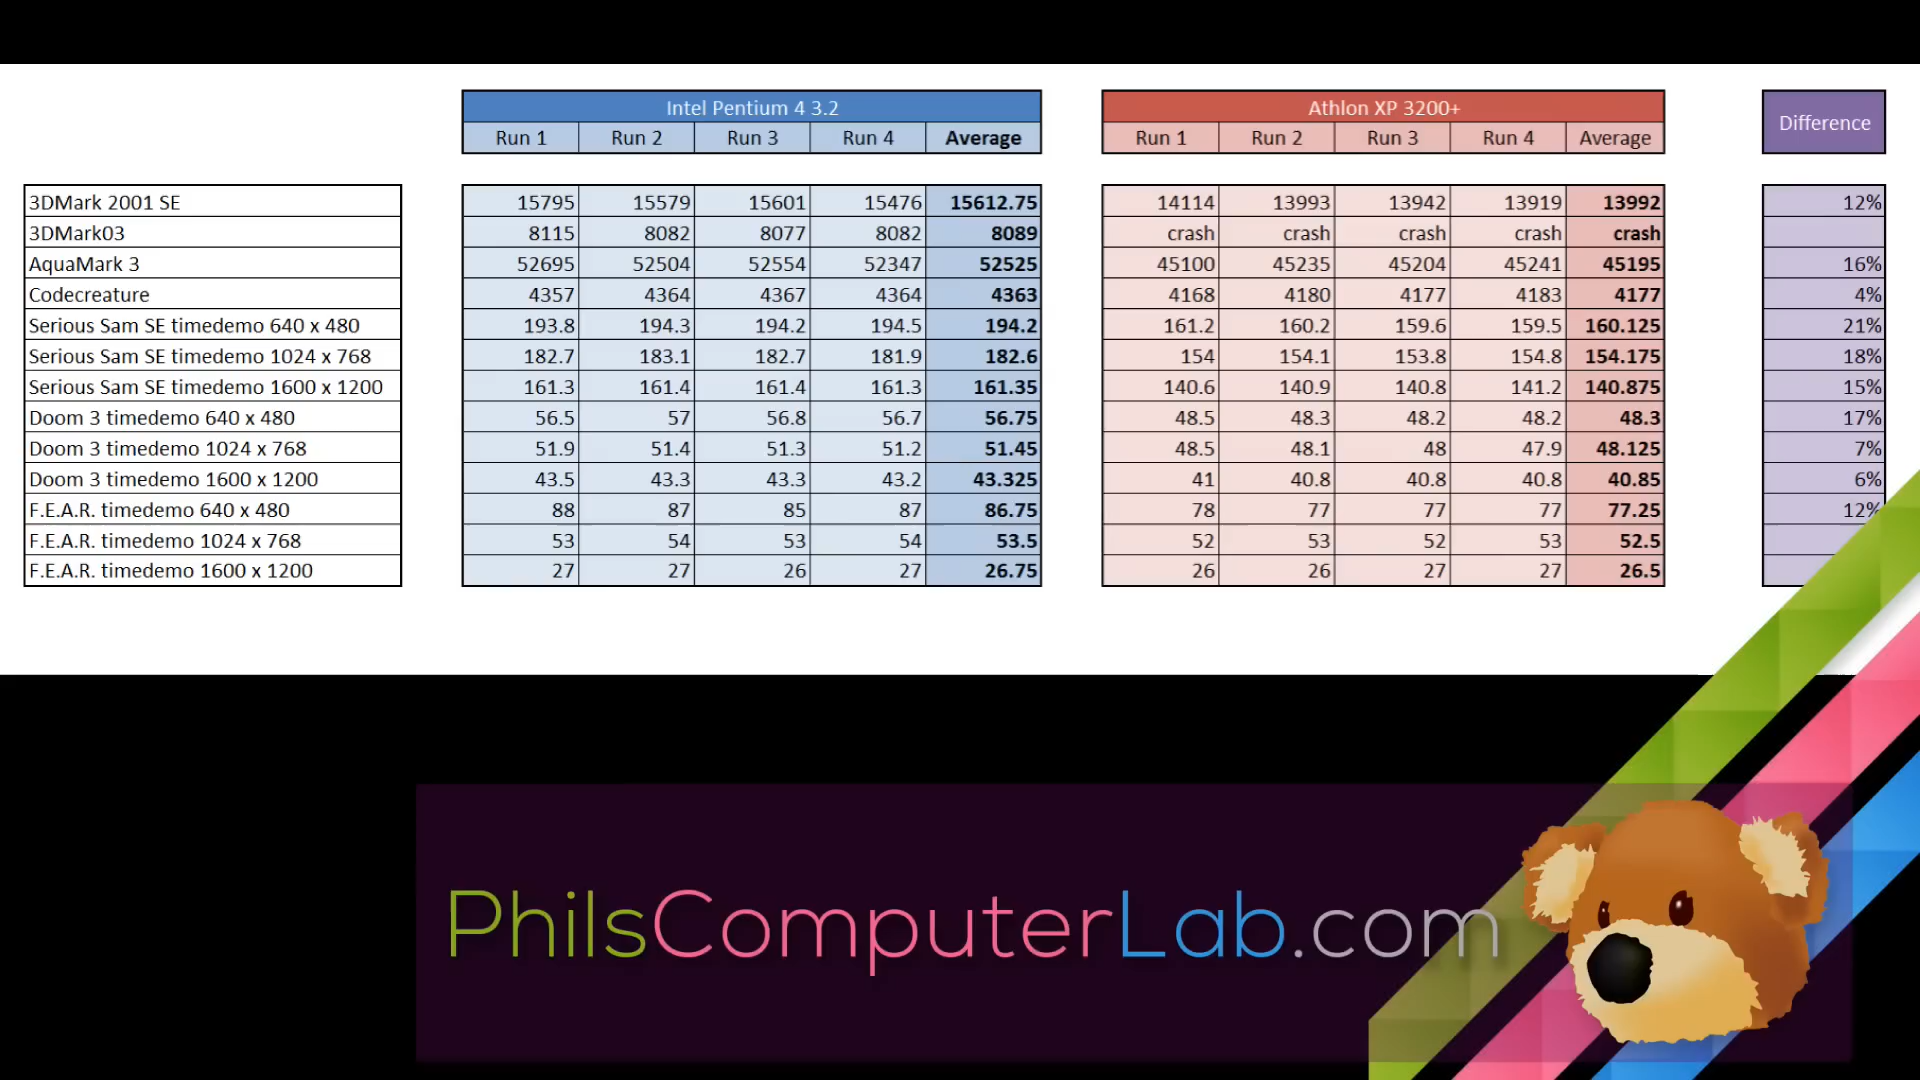 Intel Pentium 4 3.2 Athlon XP 3200+ Difference
Run 1 Run 2 Run 3 Run 4 Average Run 1 Run 2 Run 3 Run 4 Average
3DMark 2001 SE 15795 15579 15601 15476 15612.75 14114 13993 13942 13919 13992 12%
3DMark03 8115 8082 8077 8082 8089 crash crash crash crash crash
AquaMark 3 52695 52504 52554 52347 52525 45100 45235 45204 45241 45195 16%
Codecreature 4357 4364 4367 4364 4363 4168 4180 4177 4183 4177 4%
Serious Sam SE timedemo 640 x 480 193.8 194.3 194.2 194.5 194.2 161.2 160.2 159.6 159.5 160.125 21%
Serious Sam SE timedemo 1024 x 768 182.7 183.1 182.7 181.9 182.6 154 154.1 153.8 154.8 154.175 18%
Serious Sam SE timedemo 1600 x 1200 161.3 161.4 161.4 161.3 161.35 140.6 140.9 140.8 141.2 140.875 15%
Doom 3 timedemo 640 x 480 56.5 57 56.8 56.7 56.75 48.5 48.3 48.2 48.2 48.3 17%
Doom 3 timedemo 1024 x 768 51.9 51.4 51.3 51.2 51.45 48.5 48.1 48 47.9 48.125 7%
Doom 3 timedemo 1600 x 1200 43.5 43.3 43.3 43.2 43.325 41 40.8 40.8 40.8 40.85 6%
F.E.A.R. timedemo 640 x 480 88 87 85 87 86.75 78 77 77 77 77.25 12%
F.E.A.R. timedemo 1024 x 768 53 54 53 54 53.5 52 53 52 53 52.5
F.E.A.R. timedemo 1600 x 1200 27 27 26 27 26.75 26 26 27 27 26.5
PhilsComputerLab.com